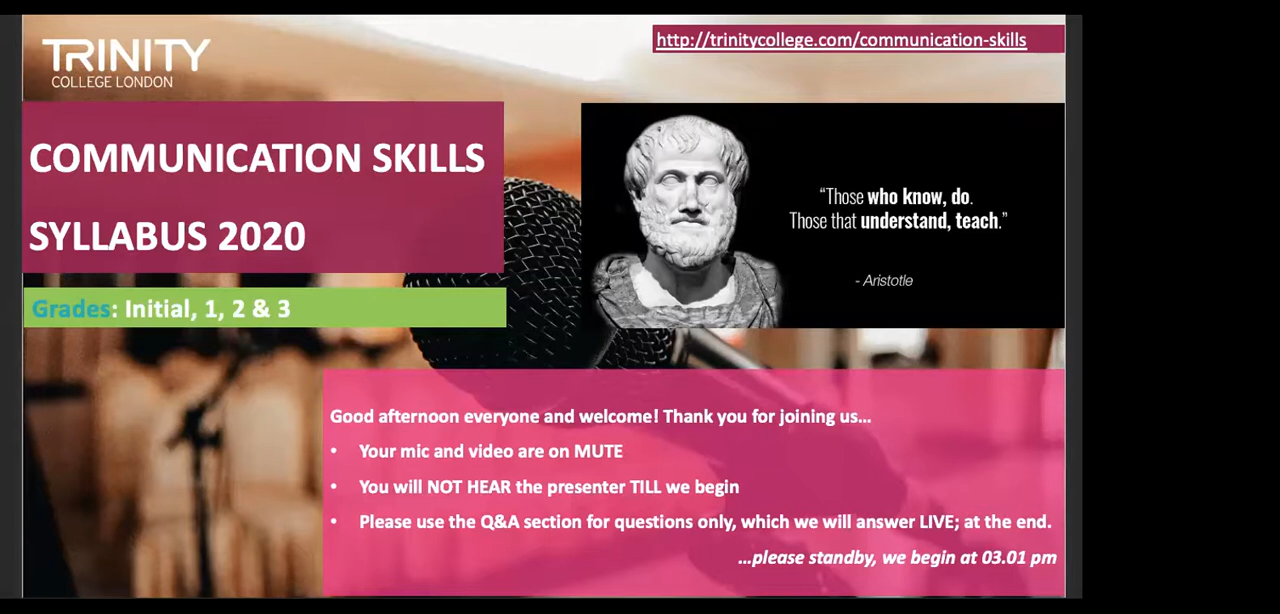 TRINITY
COLLEGE LONDON
http://trinitycollege.com/communication-skills
COMMUNICATION SKILLS
SYLLABUS 2020
Grades: Initial, 1, 2 & 3
“Those who know, do.
Those that understand, teach.”
- Aristotle
Good afternoon everyone and welcome! Thank you for joining us...
• Your mic and video are on MUTE
• You will NOT HEAR the presenter TILL we begin
• Please use the Q&A section for questions only, which we will answer LIVE; at the end.
...please standby, we begin at 03.01 pm